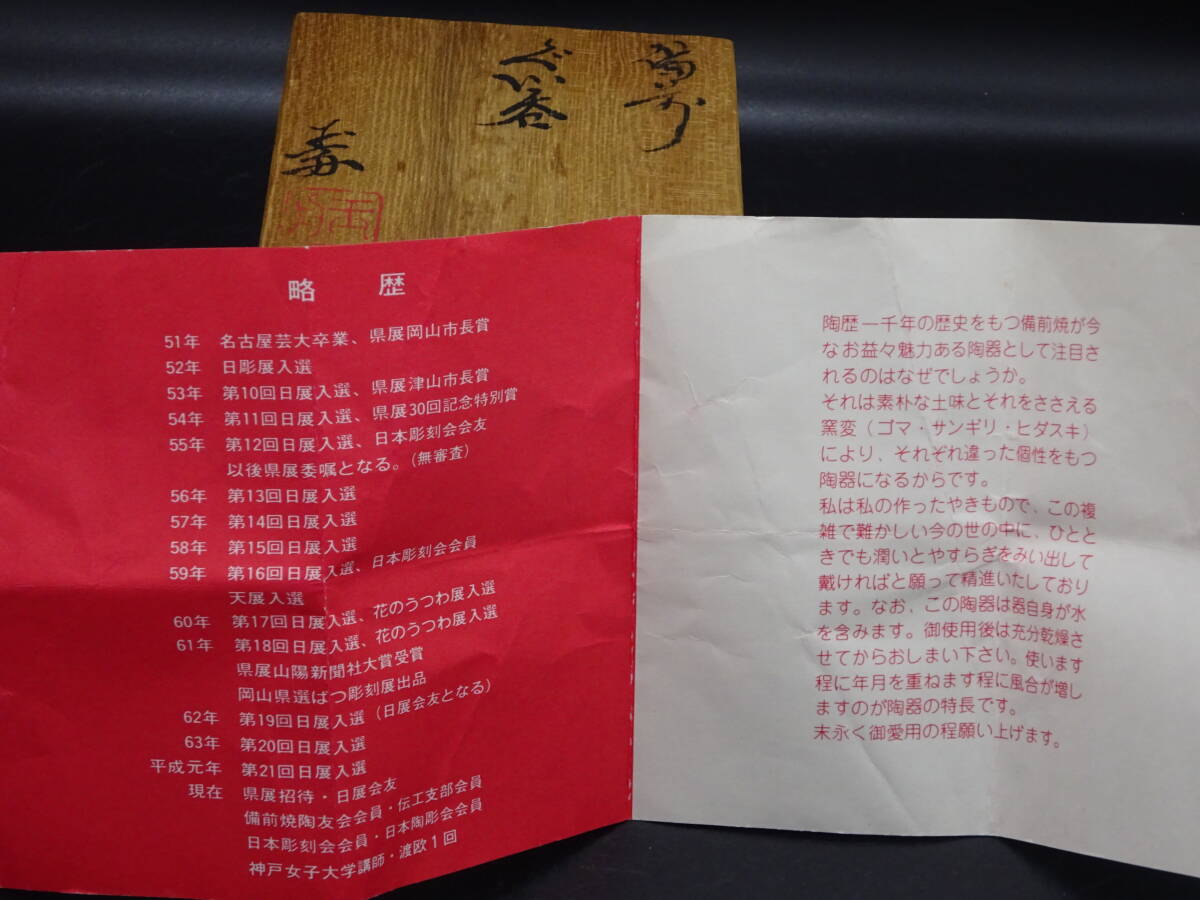 備前
ぐい呑
略歴
51年 名古屋芸大卒業、県展岡山市長賞
52年 日彫展入選
53年 第10回日展入選、県展津山市長賞
54年 第11回日展入選、県展30回記念特別賞
55年 第12回日展入選、日本彫刻会会友
以後県展委嘱となる。(無審査)
56年 第13回日展入選
57年 第14回日展入選
58年 第15回日展入選
59年 第16回日展入選、日本彫刻会会員
天展入選
60年 第17回日展入選、花のうつわ展入選
61年 第18回日展入選、花のうつわ展入選
県展山陽新聞社大賞受賞
岡山県選ばつ彫刻展出品
62年 第19回日展入選(日展会友となる)
63年 第20回日展入選
平成元年 第21回日展入選
現在 県展招待・日展会友
備前焼陶友会会員・伝工支部会員
日本彫刻会会員・日本陶彫会会員
神戸女子大学講師・渡欧1回
陶歴一千年の歴史をもつ備前焼が今
なお益々魅力ある陶器として注目さ
れるのはなぜでしょうか。
それは素朴な土味とそれをささえる
窯変(ゴマ・サンギリ・ヒダスキ)
により、それぞれ違った個性をもつ
陶器になるからです。
私は私の作ったやきもので、この複
雑で難かしい今の世の中に、ひとと
きでも潤いとやすらぎをみい出して
戴ければと願って精進いたしており
ます。なお、この陶器は器自身が水
を含みます。御使用後は充分乾燥さ
せてからおしまい下さい。使います
程に年月を重ねます程に風合が増し
ますのが陶器の特長です。
末永く御愛用の程願い上げます。